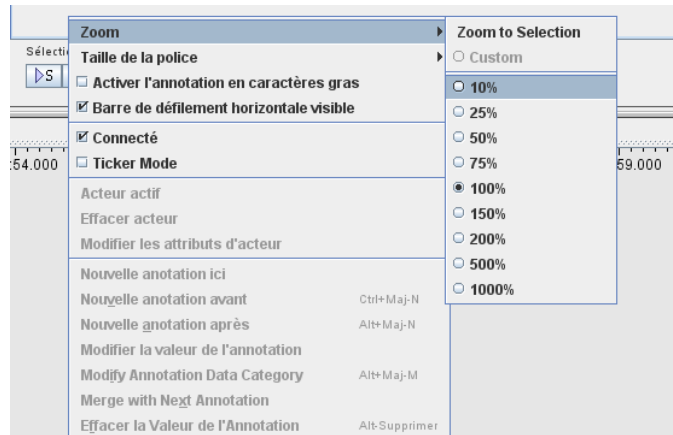 Zoom
Zoom to Selection
Sélecti
Taille de la police
Custom
S
Activer l'annotation en caractères gras
10%
Barre de défilement horizontale visible
25%
Connecté
50%
:54.000
Ticker Mode
75%
59.000
Acteur actif
100%
Effacer acteur
150%
Modifier les attributs d'acteur
200%
500%
Nouvelle anotation ici
1000%
Nouvelle anotation avant Ctrl+Maj-N
Nouvelle anotation après Alt+Maj-N
Modifier la valeur de l'annotation
Modify Annotation Data Category Alt+Maj-M
Merge with Next Annotation
Effacer la Valeur de l'Annotation Alt-Supprimer